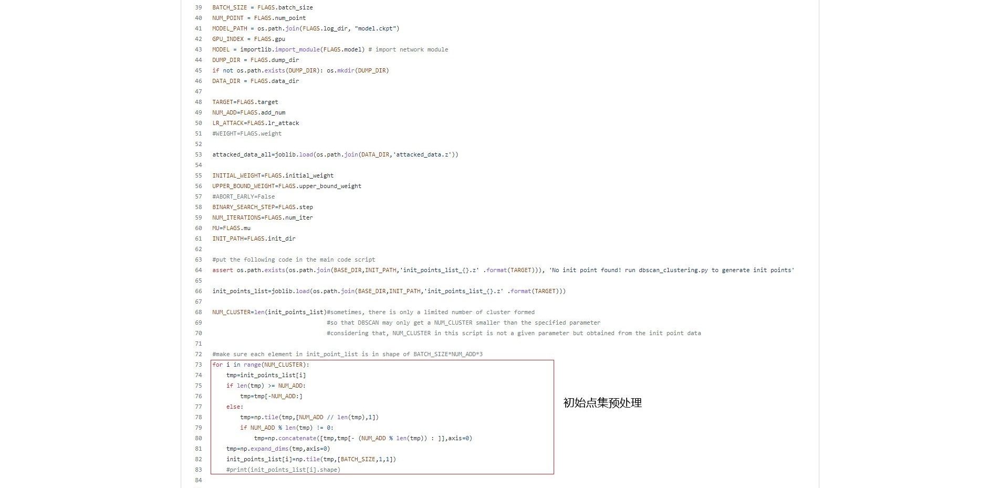 39 BATCH_SIZE = FLAGS.batch_size
40 NUM_POINT = FLAGS.num_point
41 MODEL_PATH = os.path.join(FLAGS.log_dir, "model.ckpt")
42 GPU_INDEX = FLAGS.gpu
43 MODEL = importlib.import_module(FLAGS.model) # import network module
44 DUMP_DIR = FLAGS.dump_dir
45 if not os.path.exists(DUMP_DIR): os.mkdir(DUMP_DIR)
46 DATA_DIR = FLAGS.data_dir
47
48 TARGET=FLAGS.target
49 NUM_ADD=FLAGS.add_num
50 LR_ATTACK=FLAGS.lr_attack
51 #WEIGHT=FLAGS.weight
52
53 attacked_data_all=joblib.load(os.path.join(DATA_DIR,'attacked_data.z'))
54
55 INITIAL_WEIGHT=FLAGS.initial_weight
56 UPPER_BOUND_WEIGHT=FLAGS.upper_bound_weight
57 #ABORT_EARLY=False
58 BINARY_SEARCH_STEP=FLAGS.step
59 NUM_ITERATIONS=FLAGS.num_iter
60 MU=FLAGS.mu
61 INIT_PATH=FLAGS.init_dir
62
63 #put the following code in the main code script
64 assert os.path.exists(os.path.join(BASE_DIR,INIT_PATH,'init_points_list_{}.z' .format(TARGET))), 'No init point found! run dbscan_clustering.py to generate init points'
65
66 init_points_list=joblib.load(os.path.join(BASE_DIR,INIT_PATH,'init_points_list_{}.z' .format(TARGET)))
67
68 NUM_CLUSTER=len(init_points_list)#sometimes, there is only a limited number of cluster formed
69 #so that DBSCAN may only get a NUM_CLUSTER smaller than the specified parameter
70 #considering that, NUM_CLUSTER in this script is not a given parameter but obtained from the init point data
71
72 #make sure each element in init_point_list is in shape of BATCH_SIZE*NUM_ADD*3
73 for i in range(NUM_CLUSTER):
74 tmp=init_points_list[i]
75 if len(tmp) >= NUM_ADD:
76 tmp=tmp[-NUM_ADD:]
77 else:
78 tmp=np.tile(tmp,[NUM_ADD // len(tmp),1])
79 if NUM_ADD % len(tmp) != 0:
80 tmp=np.concatenate([tmp,tmp[- (NUM_ADD % len(tmp)) : ]],axis=0)
81 tmp=np.expand_dims(tmp,axis=0)
82 init_points_list[i]=np.tile(tmp,[BATCH_SIZE,1,1])
83 #print(init_points_list[i].shape)
84
初始点集预处理